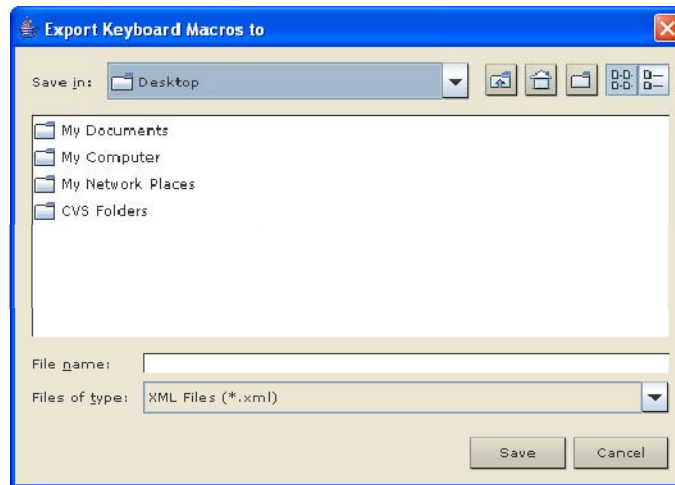 Export Keyboard Macros to
Save in: Desktop
My Documents
My Computer
My Network Places
CVS Folders
File name:
Files of type: XML Files (*.xml)
Save Cancel